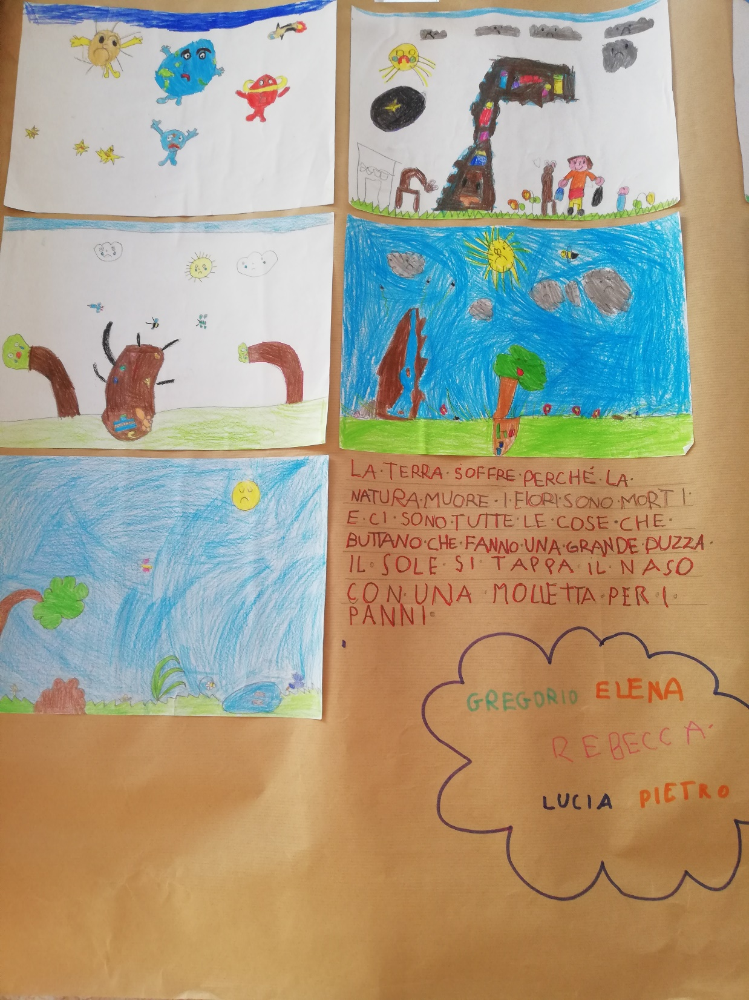 LA·TERRA·SOFFRE·PERCHÉ·LA·
NATURA·MUORE·I·FIORI·SONO·MORTI·
E·CI·SONO·TUTTE·LE·COSE·CHE·
BUTTANO·CHE·FANNO·UNA·GRANDE·PUZZA·
IL·SOLE·SI·TAPPA·IL·NASO
CON·UNA·MOLLETTA·PER·I·
PANNI·
GREGORIO ELENA
REBECCA·
LUCIA PIETRO